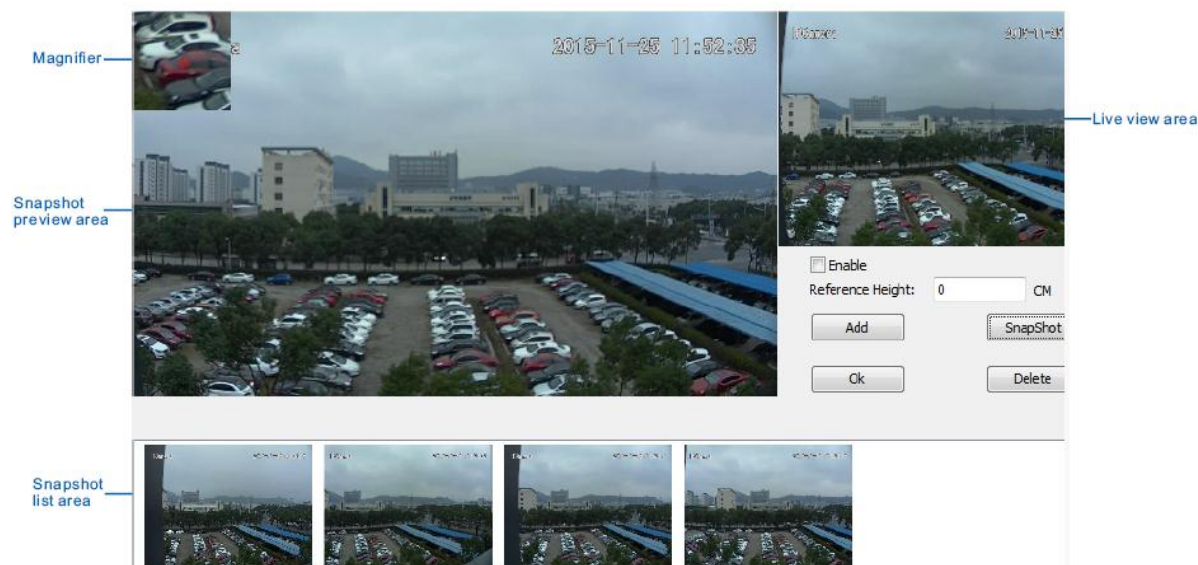 Magnifier
2015-11-25 11:52:35
Live view area
Snapshot
preview area
Enable
Reference Height: 0 CM
Add SnapShot
Ok Delete
Snapshot
list area